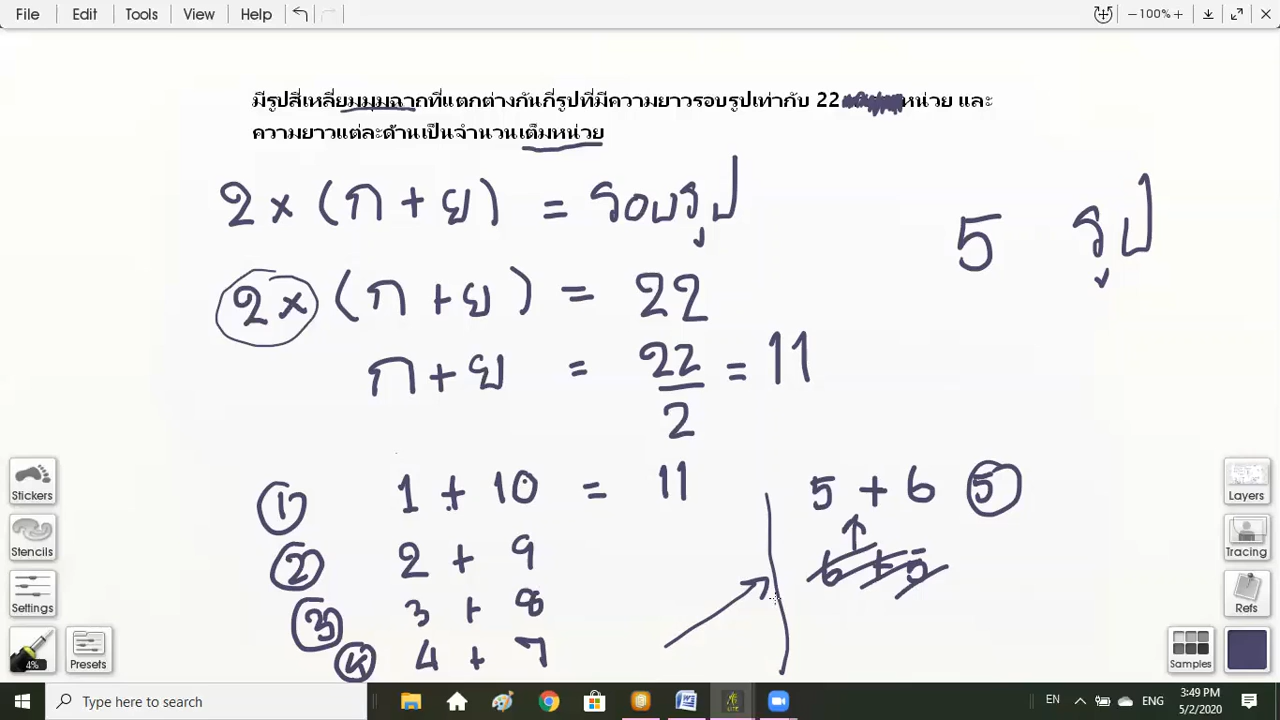 File Edit Tools View Help −100%+
มีรูปสี่เหลี่ยมมุมฉากที่แตกต่างกันกี่รูปที่มีความยาวรอบรูปเท่ากับ 22 หน่วย และ
ความยาวแต่ละด้านเป็นจำนวนเต็มหน่วย
2 × (ก + ย) = รอบรูป
5 รูป
2 × (ก + ย) = 22
ก + ย = 22/2 = 11
① 1 + 10 = 11
② 2 + 9
③ 3 + 8
④ 4 + 7
5 + 6 ⑤
6 + 5
Stickers
Stencils
Settings
4%
Presets
Layers
Tracing
Refs
Samples
Type here to search
EN
ENG
3:49 PM
5/2/2020